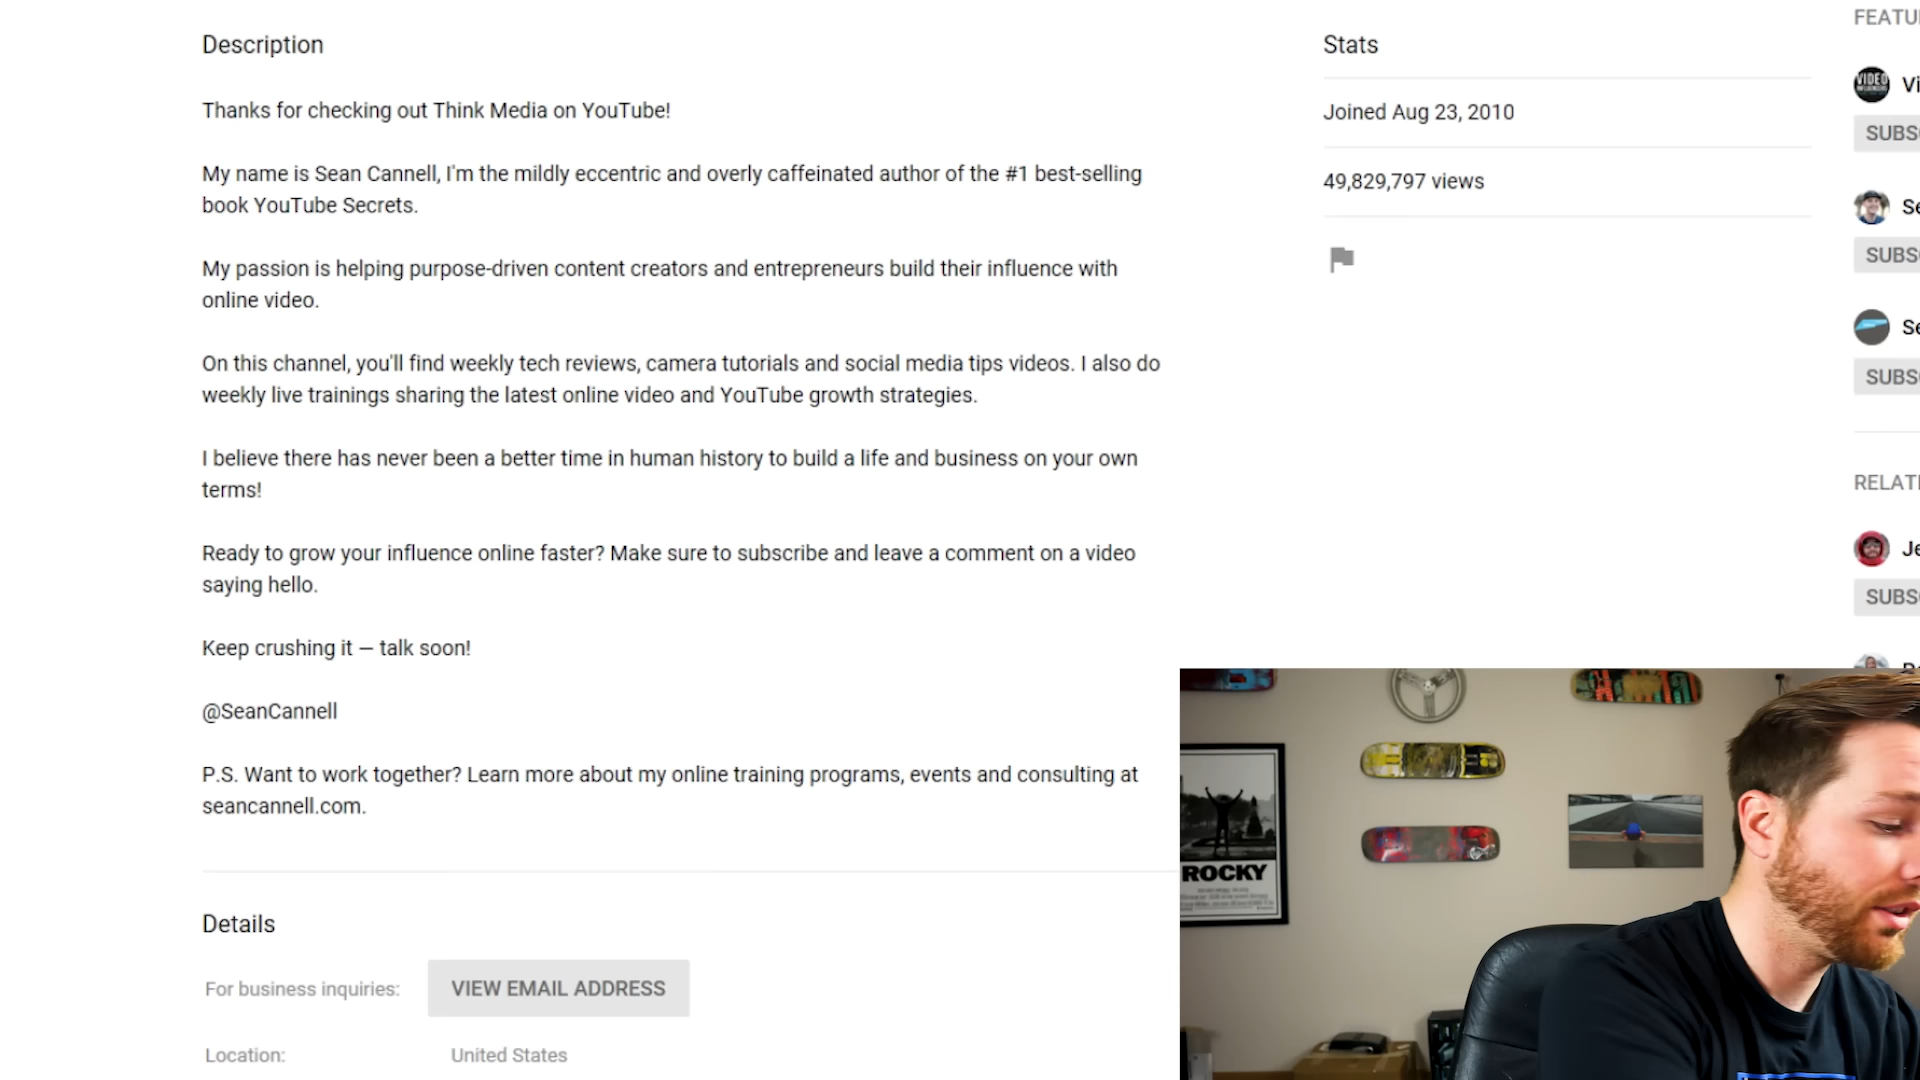 Description
Thanks for checking out Think Media on YouTube!
My name is Sean Cannell, I'm the mildly eccentric and overly caffeinated author of the #1 best-selling
book YouTube Secrets.
My passion is helping purpose-driven content creators and entrepreneurs build their influence with
online video.
On this channel, you'll find weekly tech reviews, camera tutorials and social media tips videos. I also do
weekly live trainings sharing the latest online video and YouTube growth strategies.
I believe there has never been a better time in human history to build a life and business on your own
terms!
Ready to grow your influence online faster? Make sure to subscribe and leave a comment on a video
saying hello.
Keep crushing it – talk soon!
@SeanCannell
P.S. Want to work together? Learn more about my online training programs, events and consulting at
seancannell.com.
Details
For business inquiries: VIEW EMAIL ADDRESS
Location: United States
Stats
Joined Aug 23, 2010
49,829,797 views
FEATU
VIDEO
Vi
SUBS
Se
SUBS
Se
SUBS
RELATI
Je
SUBS
ROCKY